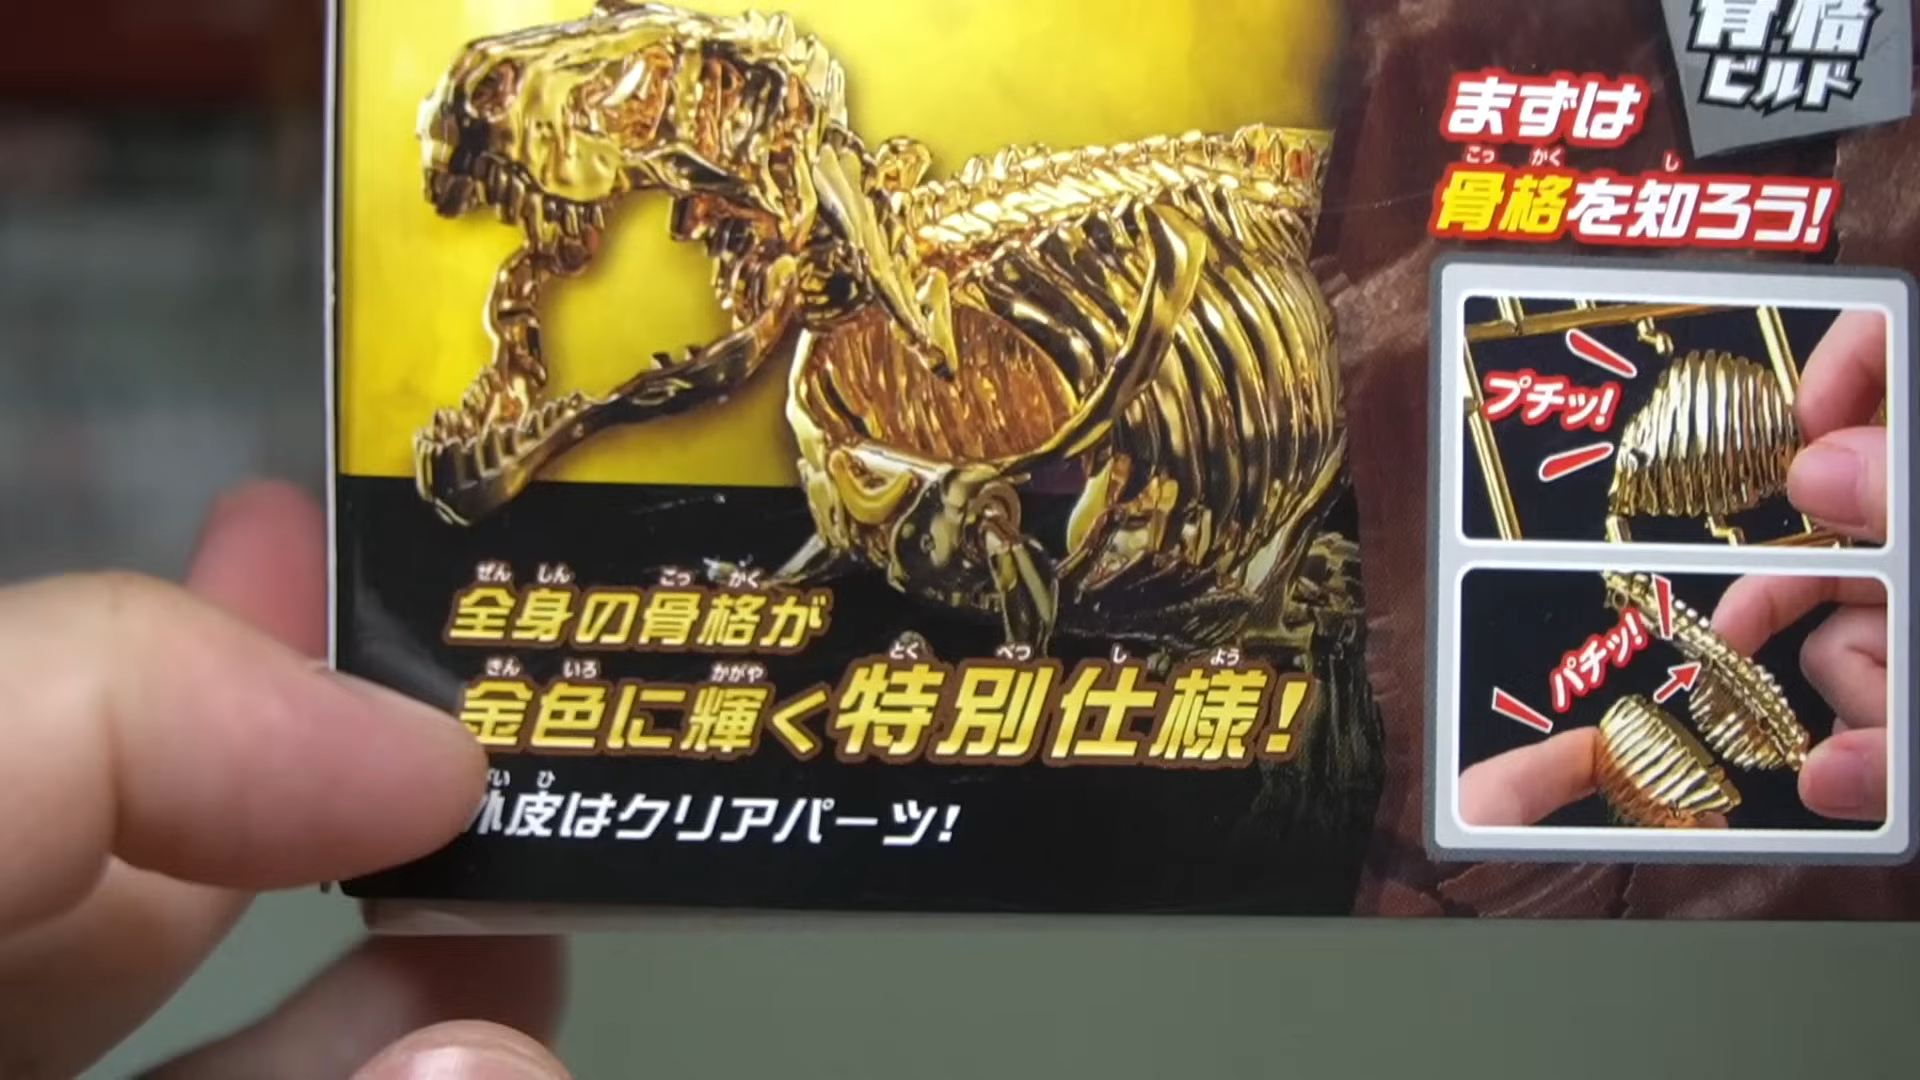 全身の骨格が
金色に輝く特別仕様!
外皮はクリアパーツ!
骨格
ビルド
まずは
骨格を知ろう!
プチッ!
パチッ!